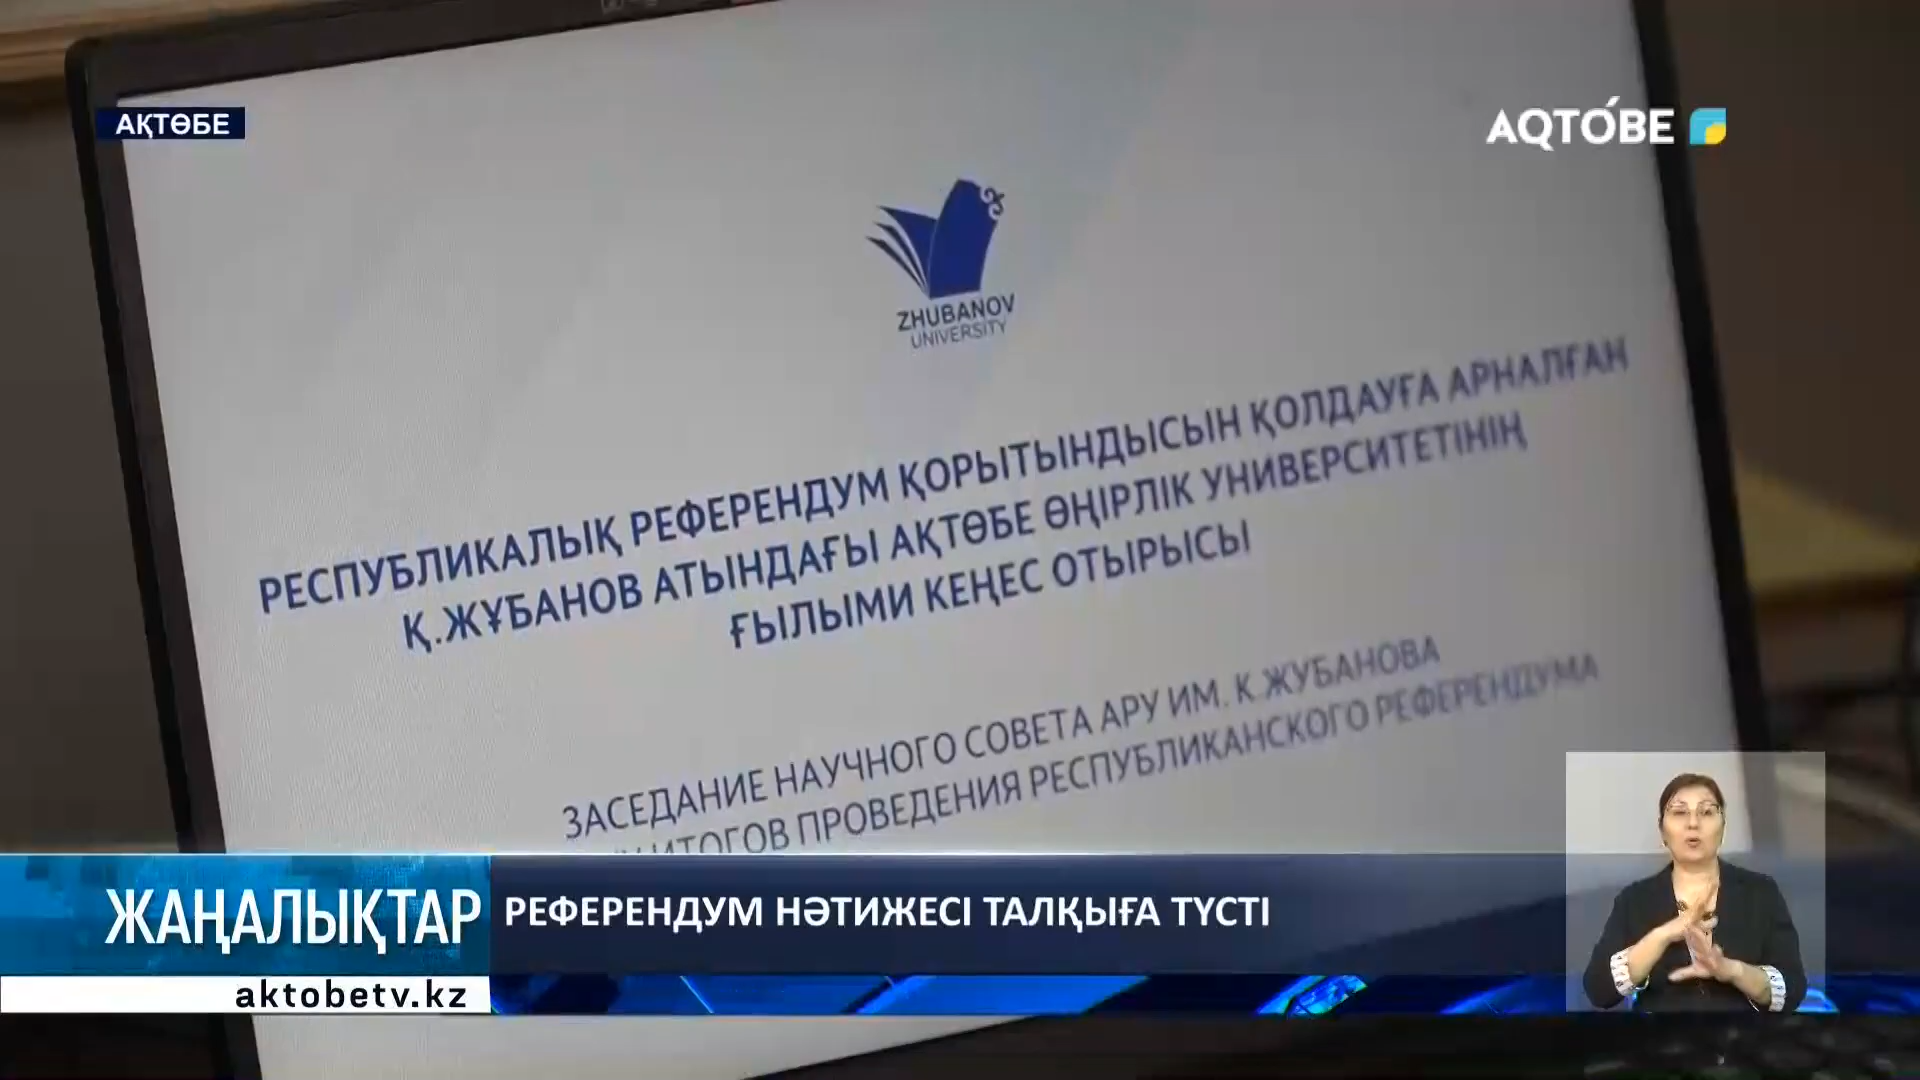 АҚТӨБЕ
AQTÓBE
ZHUBANOV
UNIVERSITY
РЕСПУБЛИКАЛЫҚ РЕФЕРЕНДУМ ҚОРЫТЫНДЫСЫН ҚОЛДАУҒА АРНАЛҒАН
Қ.ЖҰБАНОВ АТЫНДАҒЫ АҚТӨБЕ ӨҢІРЛІК УНИВЕРСИТЕТІНІҢ
ҒЫЛЫМИ КЕҢЕС ОТЫРЫСЫ
ЗАСЕДАНИЕ НАУЧНОГО СОВЕТА АРУ ИМ. К.ЖУБАНОВА
ИТОГОВ ПРОВЕДЕНИЯ РЕСПУБЛИКАНСКОГО РЕФЕРЕНДУМА
ЖАҢАЛЫҚТАР
РЕФЕРЕНДУМ НӘТИЖЕСІ ТАЛҚЫҒА ТҮСТІ
aktobetv.kz